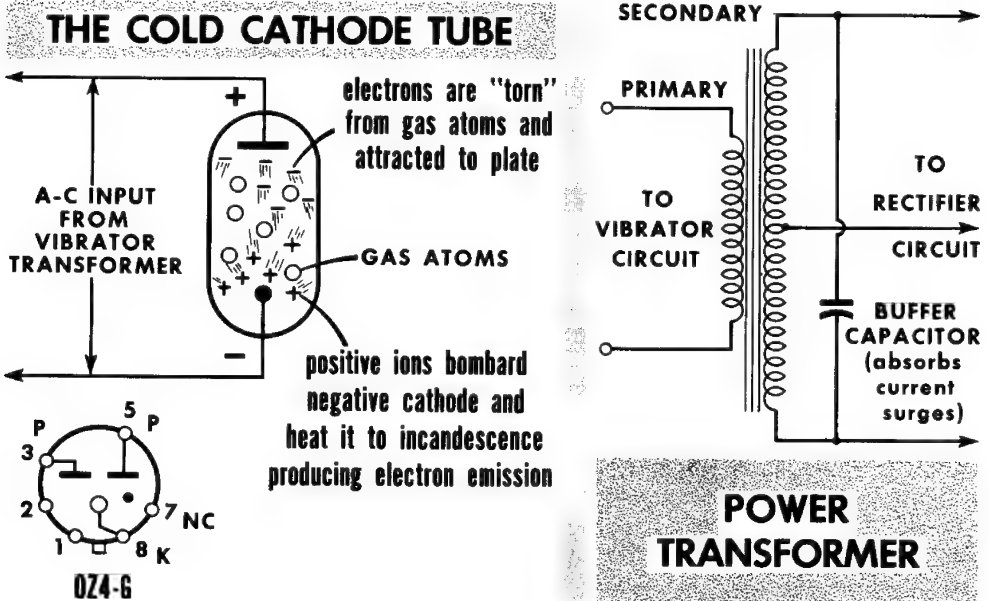 THE COLD CATHODE TUBE
+
electrons are "torn"
from gas atoms and
attracted to plate
A-C INPUT
FROM
VIBRATOR
TRANSFORMER
GAS ATOMS
−
positive ions bombard
negative cathode and
heat it to incandescence
producing electron emission
P
5
P
3
2
7 NC
1
8 K
0Z4-G
SECONDARY
PRIMARY
TO
VIBRATOR
CIRCUIT
TO
RECTIFIER
CIRCUIT
BUFFER
CAPACITOR
(absorbs
current
surges)
POWER
TRANSFORMER